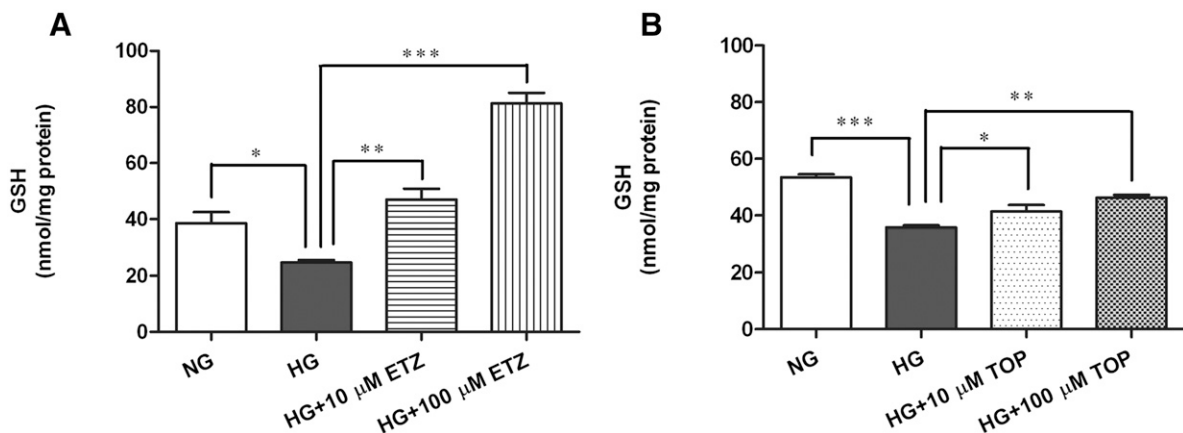 A
GSH
(nmol/mg protein)
100
80
60
40
20
0
*
**
***
NG
HG
HG+10 μM ETZ
HG+100 μM ETZ
B
GSH
(nmol/mg protein)
100
80
60
40
20
0
***
*
**
NG
HG
HG+10 μM TOP
HG+100 μM TOP